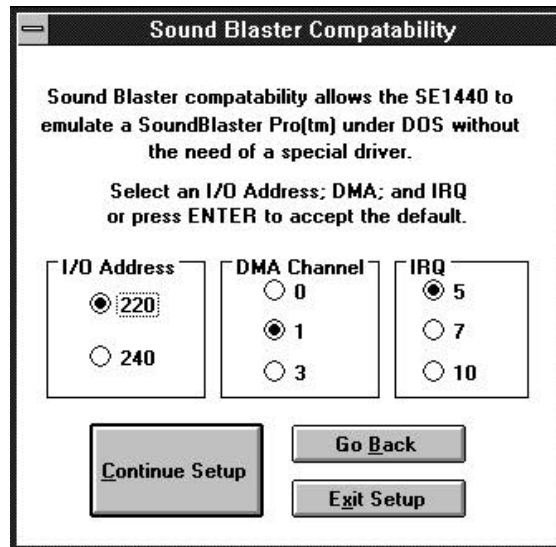 Sound Blaster Compatability
Sound Blaster compatability allows the SE1440 to
emulate a SoundBlaster Pro(tm) under DOS without
the need of a special driver.
Select an I/O Address; DMA; and IRQ
or press ENTER to accept the default.
I/O Address
220
240
DMA Channel
0
1
3
IRQ
5
7
10
Continue Setup
Go Back
Exit Setup